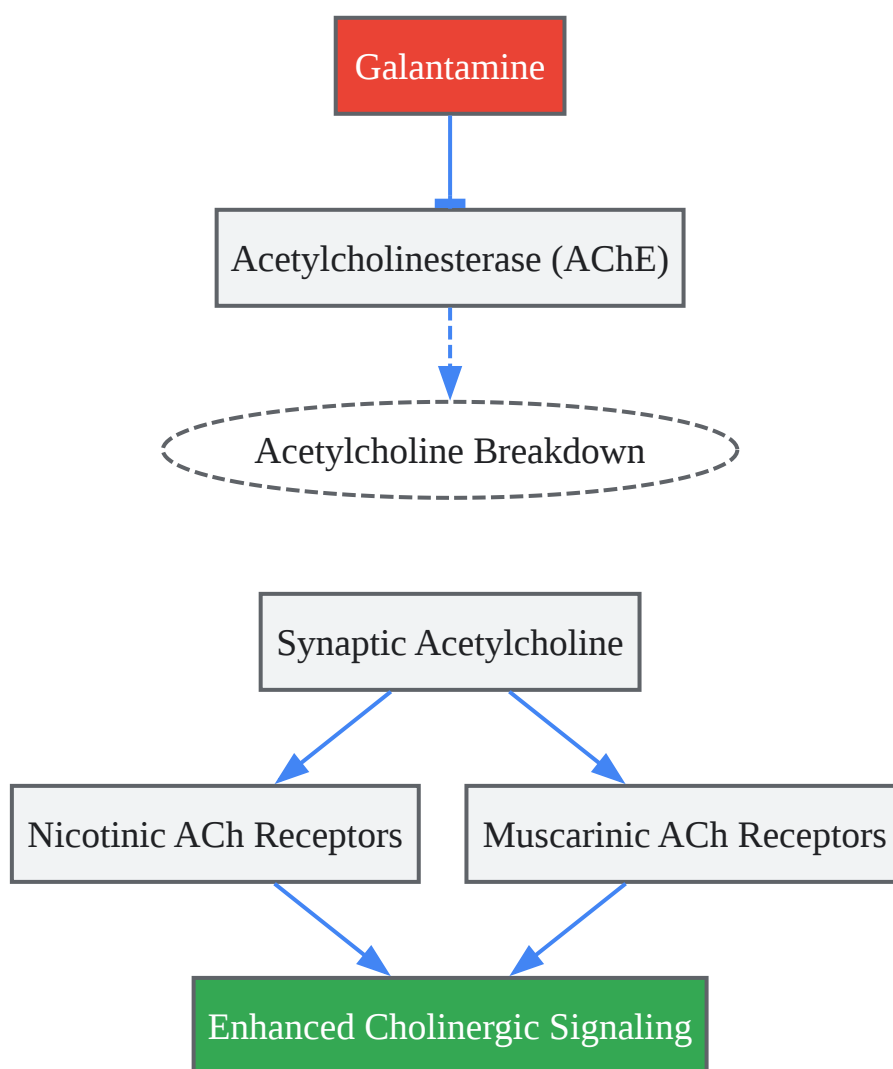 Galantamine
Acetylcholinesterase (AChE)
Acetylcholine Breakdown
Synaptic Acetylcholine
Nicotinic ACh Receptors
Muscarinic ACh Receptors
Enhanced Cholinergic Signaling